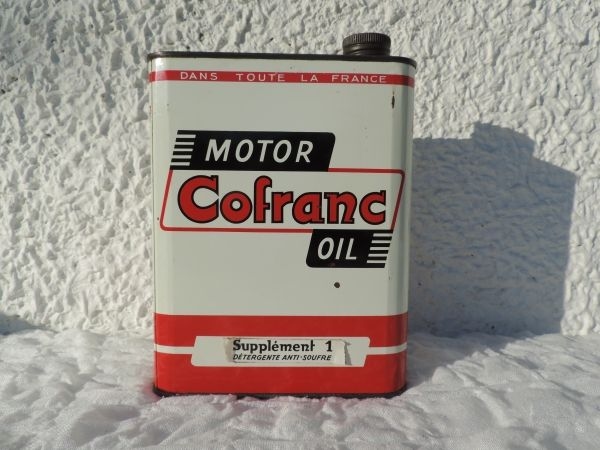 DANS TOUTE LA FRANCE
MOTOR
Cofranc
OIL
Supplément 1
DÉTERGENTE ANTI-SOUFRE